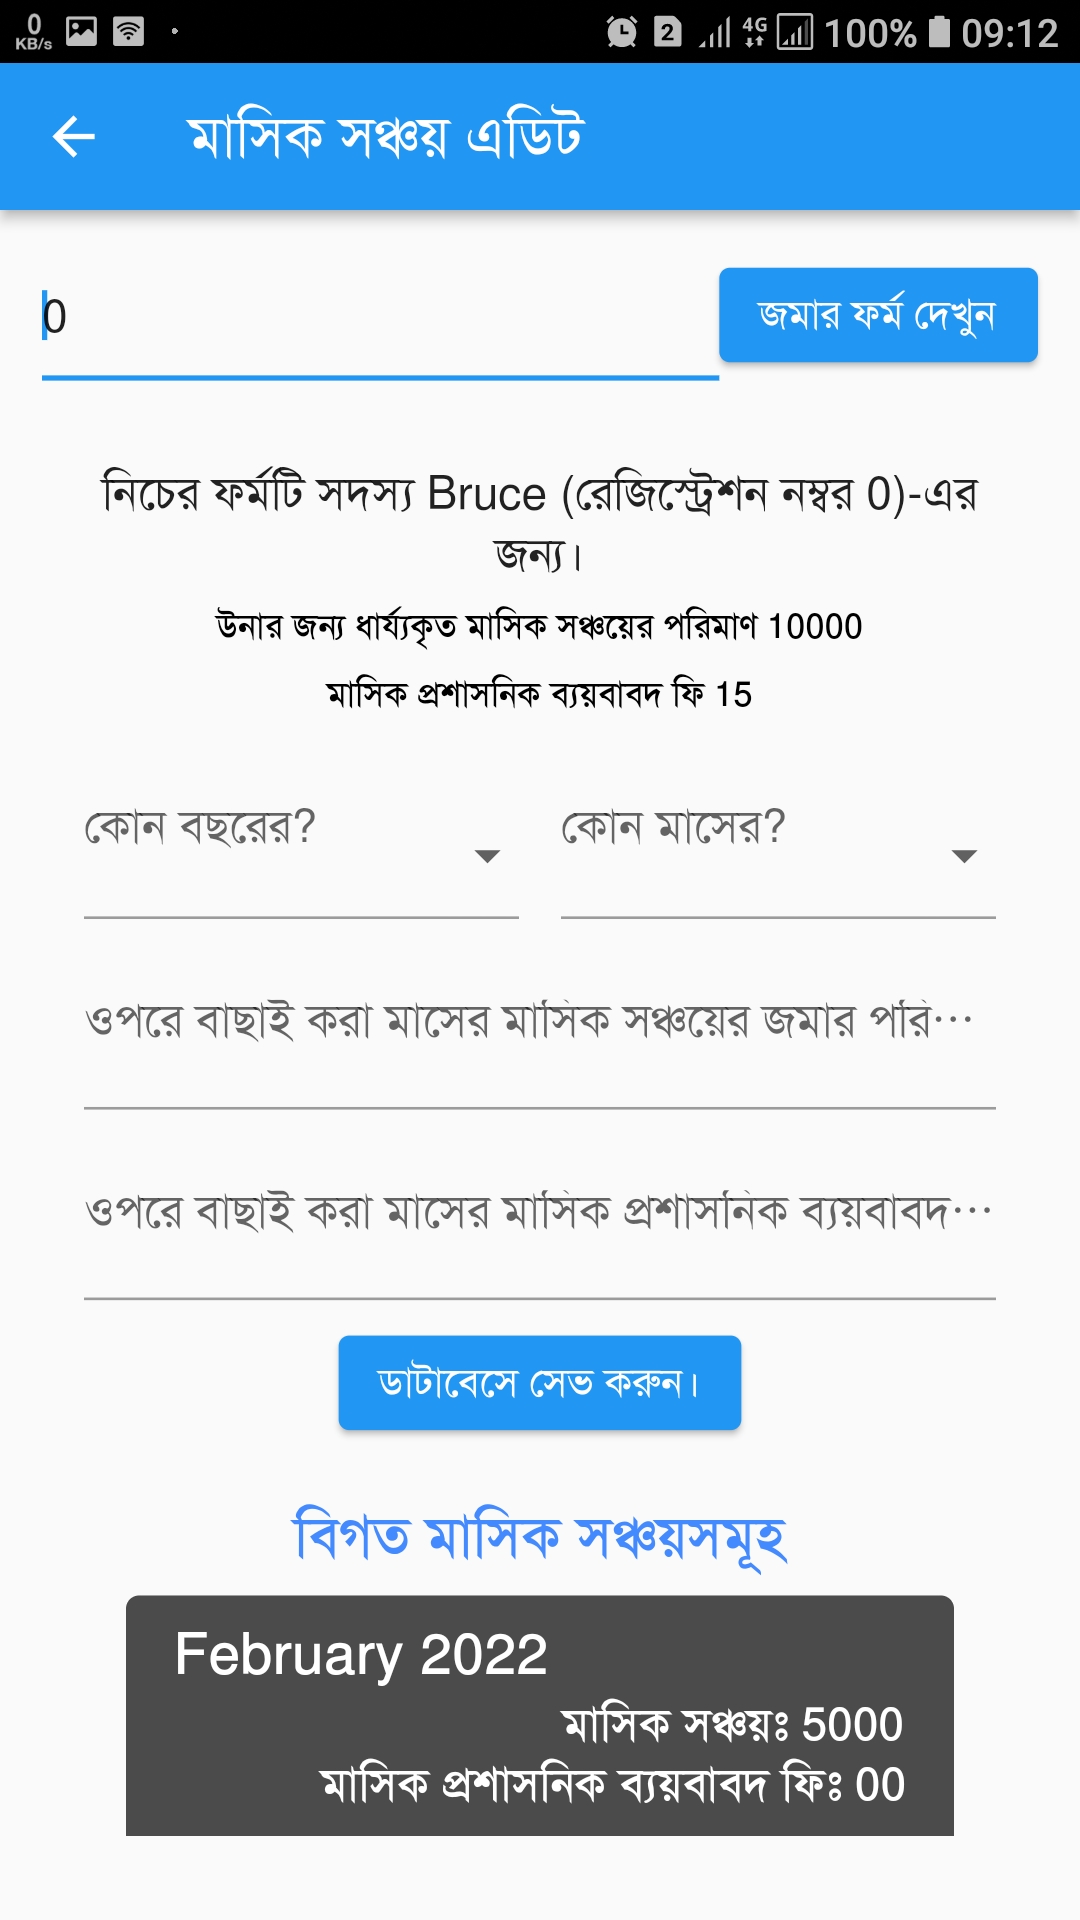 0
KB/s
2
4G
100%
09:12
মাসিক সঞ্চয় এডিট
0
জমার ফর্ম দেখুন
নিচের ফর্মটি সদস্য Bruce (রেজিস্ট্রেশন নম্বর 0)-এর
জন্য।
উনার জন্য ধার্য্যকৃত মাসিক সঞ্চয়ের পরিমাণ 10000
মাসিক প্রশাসনিক ব্যয়বাবদ ফি 15
কোন বছরের?
কোন মাসের?
ওপরে বাছাই করা মাসের মাসিক সঞ্চয়ের জমার পরি...
ওপরে বাছাই করা মাসের মাসিক প্রশাসনিক ব্যয়বাবদ...
ডাটাবেসে সেভ করুন।
বিগত মাসিক সঞ্চয়সমূহ
February 2022
মাসিক সঞ্চয়ঃ 5000
মাসিক প্রশাসনিক ব্যয়বাবদ ফিঃ 00